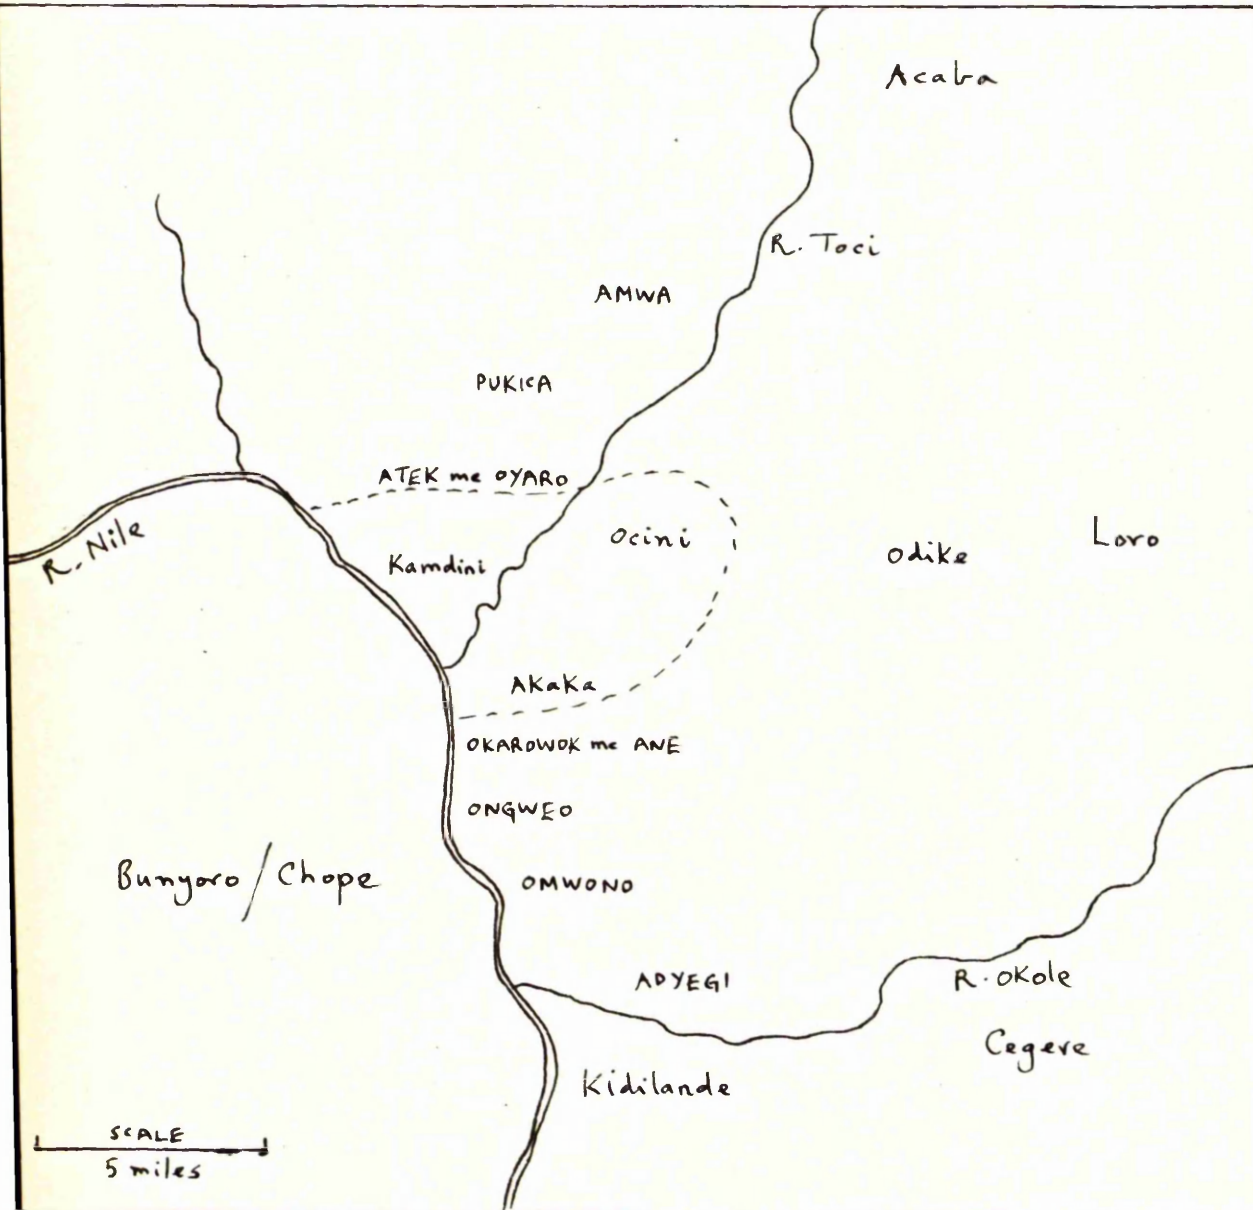 Acaba
R. Toci
AMWA
PUKICA
ATEK me OYARO
R. Nile
Kamdini
Ocini
Odike
Loro
AKAKA
OKAROWOK me ANE
ONGWEO
Bunyoro / Chope
OMWONO
ADYEGI
R. OKole
Cegere
Kidilande
SCALE
5 miles